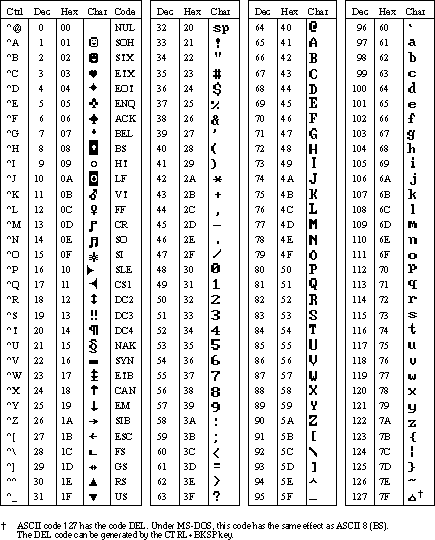 Ctrl Dec Hex Char Code Dec Hex Char Dec Hex Char Dec Hex Char
^@ 0 00 NUL 32 20 sp 64 40 @ 96 60 `
^A 1 01 ☺ SOH 33 21 ! 65 41 A 97 61 a
^B 2 02 ☻ SIX 34 22 " 66 42 B 98 62 b
^C 3 03 ♥ EIX 35 23 # 67 43 C 99 63 c
^D 4 04 ♦ EOI 36 24 $ 68 44 D 100 64 d
^E 5 05 ♣ ENQ 37 25 % 69 45 E 101 65 e
^F 6 06 ♠ ACK 38 26 & 70 46 F 102 66 f
^G 7 07 • BEL 39 27 ' 71 47 G 103 67 g
^H 8 08 ◘ BS 40 28 ( 72 48 H 104 68 h
^I 9 09 ○ HI 41 29 ) 73 49 I 105 69 i
^J 10 0A ◙ LF 42 2A * 74 4A J 106 6A j
^K 11 0B ♂ VI 43 2B + 75 4B K 107 6B k
^L 12 0C ♀ FF 44 2C , 76 4C L 108 6C l
^M 13 0D ♪ CR 45 2D - 77 4D M 109 6D m
^N 14 0E ♫ SO 46 2E . 78 4E N 110 6E n
^O 15 0F ☼ SI 47 2F / 79 4F O 111 6F o
^P 16 10 ► SLE 48 30 0 80 50 P 112 70 p
^Q 17 11 ◄ CS1 49 31 1 81 51 Q 113 71 q
^R 18 12 ↕ DC2 50 32 2 82 52 R 114 72 r
^S 19 13 ‼ DC3 51 33 3 83 53 S 115 73 s
^I 20 14 ¶ DC4 52 34 4 84 54 T 116 74 t
^U 21 15 § NAK 53 35 5 85 55 U 117 75 u
^V 22 16 ▬ SYN 54 36 6 86 56 V 118 76 v
^W 23 17 ↨ EIB 55 37 7 87 57 W 119 77 w
^X 24 18 ↑ CAN 56 38 8 88 58 X 120 78 x
^Y 25 19 ↓ EM 57 39 9 89 59 Y 121 79 y
^Z 26 1A → SIB 58 3A : 90 5A Z 122 7A z
^[ 27 1B ← ESC 59 3B ; 91 5B [ 123 7B {
^\ 28 1C ∟ FS 60 3C < 92 5C \ 124 7C ¦
^] 29 1D ↔ GS 61 3D = 93 5D ] 125 7D }
^^ 30 1E ▲ RS 62 3E > 94 5E ^ 126 7E ~
^_ 31 1F ▼ US 63 3F ? 95 5F _ 127 7F ⌂†
† ASCII code 127 has the code DEL. Under MS-DOS, this code has the same effect as ASCII 8 (BS).
The DEL code can be generated by the CTRL+BKSP key.